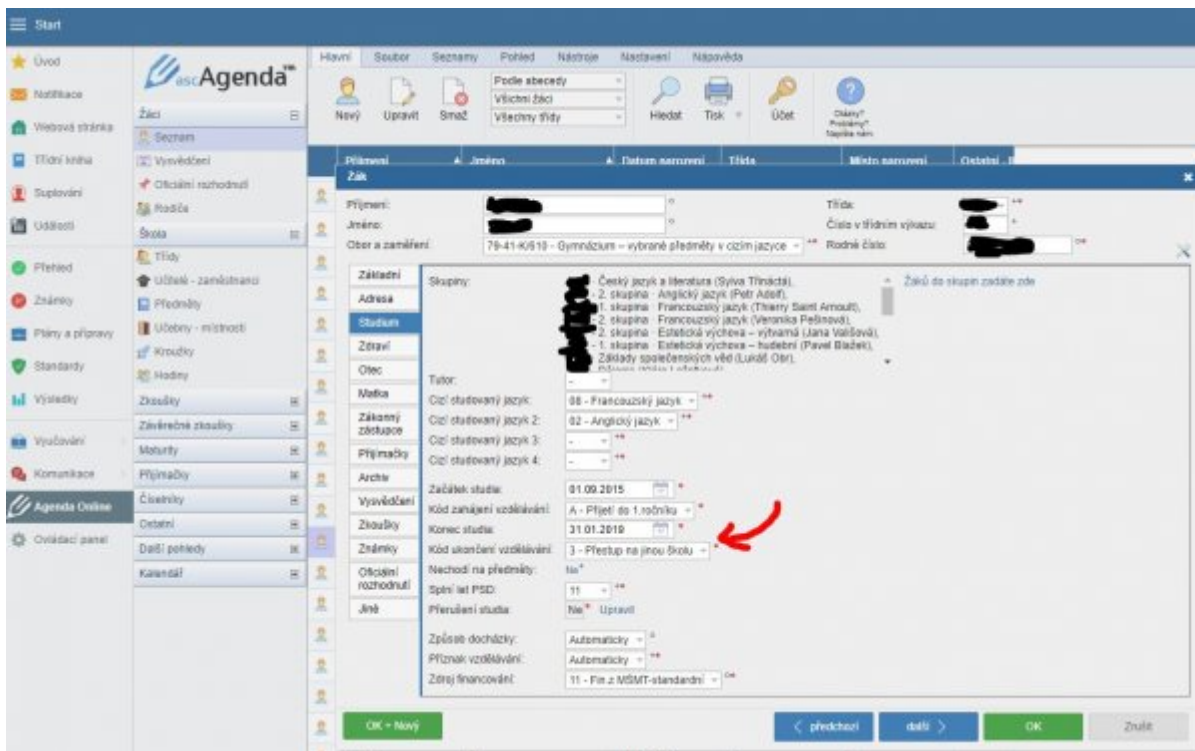 Start
Úvod
Notifikace
Webová stránka
Třídní kniha
Suplování
Události
Přehled
Známky
Plány a přípravy
Standardy
Výsledky
Vyučování
Komunikace
Agenda Online
Ovládací panel
ascAgenda™
Žáci
Seznam
Vysvědčení
Oficiální rozhodnutí
Rodiče
Škola
Třídy
Učitelé - zaměstnanci
Předměty
Učebny - místnosti
Kroužky
Hodiny
Zkoušky
Závěrečné zkoušky
Maturity
Přijímačky
Číselníky
Ostatní
Další pohledy
Kalendář
Hlavní Soubor Seznamy Pohled Nástroje Nastavení Nápověda
Nový Upravit Smaž
Podle abecedy
Všichni žáci
Všechny třídy
Hledat Tisk Účet
Problémy?
Napište nám
Příjmení Jméno Datum narození Třída Místo narození Ostatní
Žák
Příjmení: Třída:
Jméno: Číslo v třídním výkazu:
Obor a zaměření: 79-41-K/610 - Gymnázium – vybrané předměty v cizím jazyce Rodné číslo:
Základní
Adresa
Studium
Zdraví
Otec
Matka
Zákonný zástupce
Přijímačky
Archiv
Vysvědčení
Zkoušky
Známky
Oficiální rozhodnutí
Jiné
Skupiny: Český jazyk a literatura (Sylva Třináctá), Žáků do skupin zadáte zde
- 2. skupina - Anglický jazyk (Petr Adolf),
- 1. skupina - Francouzský jazyk (Thierry Saint Arnoult),
- 2. skupina - Francouzský jazyk (Veronika Pešinová),
- 2. skupina - Estetická výchova – výtvarná (Jana Vališová),
- 1. skupina - Estetická výchova – hudební (Pavel Blažek),
Základy společenských věd (Lukáš Obr),
Tutor: -
Cizí studovaný jazyk: 08 - Francouzský jazyk
Cizí studovaný jazyk 2: 02 - Anglický jazyk
Cizí studovaný jazyk 3: -
Cizí studovaný jazyk 4: -
Začátek studia: 01.09.2015
Kód zahájení vzdělávání: A - Přijetí do 1.ročníku
Konec studia: 31.01.2019
Kód ukončení vzdělávání: 3 - Přestup na jinou školu
Nechodí na předměty:
Splní let PŠD: 11
Přerušení studia: Ne Upravit
Způsob docházky: Automaticky
Příznak vzdělávání: Automaticky
Zdroj financování: 11 - Fin.z MŠMT-standardní
OK + Nový < předchozí další > OK Zrušit